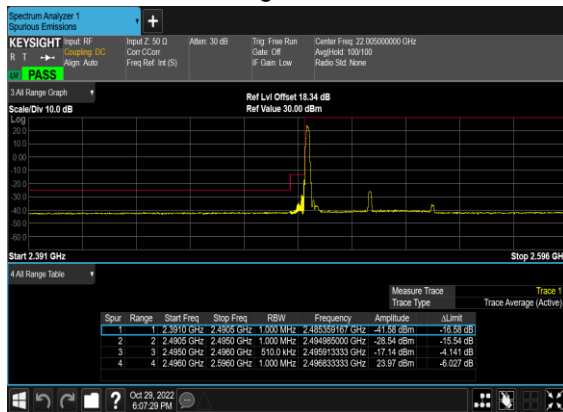 Spectrum Analyzer 1
Spurious Emissions
+
KEYSIGHT Input: RF Input Z: 50 Ω Atten: 30 dB Trig: Free Run Center Freq: 22.005000000 GHz
R T Coupling: DC Corr CCorr Gate: Off Avg|Hold: 100/100
Align: Auto Freq Ref: Int (S) IF Gain: Low Radio Std: None
PASS
3 All Range Graph
Ref Lvl Offset 18.34 dB
Scale/Div 10.0 dB Ref Value 30.00 dBm
Log
20.0
10.0
0.00
-10.0
-20.0
-30.0
-40.0
-50.0
-60.0
Start 2.391 GHz Stop 2.596 GH
4 All Range Table
Measure Trace Trace 1
Trace Type Trace Average (Active)
Spur Range Start Freq Stop Freq RBW Frequency Amplitude ΔLimit
1 1 2.3910 GHz 2.4905 GHz 1.000 MHz 2.485359167 GHz -41.58 dBm -16.58 dB
2 2 2.4905 GHz 2.4950 GHz 1.000 MHz 2.494985000 GHz -28.54 dBm -15.54 dB
3 3 2.4950 GHz 2.4960 GHz 510.0 kHz 2.495913333 GHz -17.14 dBm -4.141 dB
4 4 2.4960 GHz 2.5960 GHz 1.000 MHz 2.496833333 GHz 23.97 dBm -6.027 dB
? Oct 29, 2022
6:07:29 PM